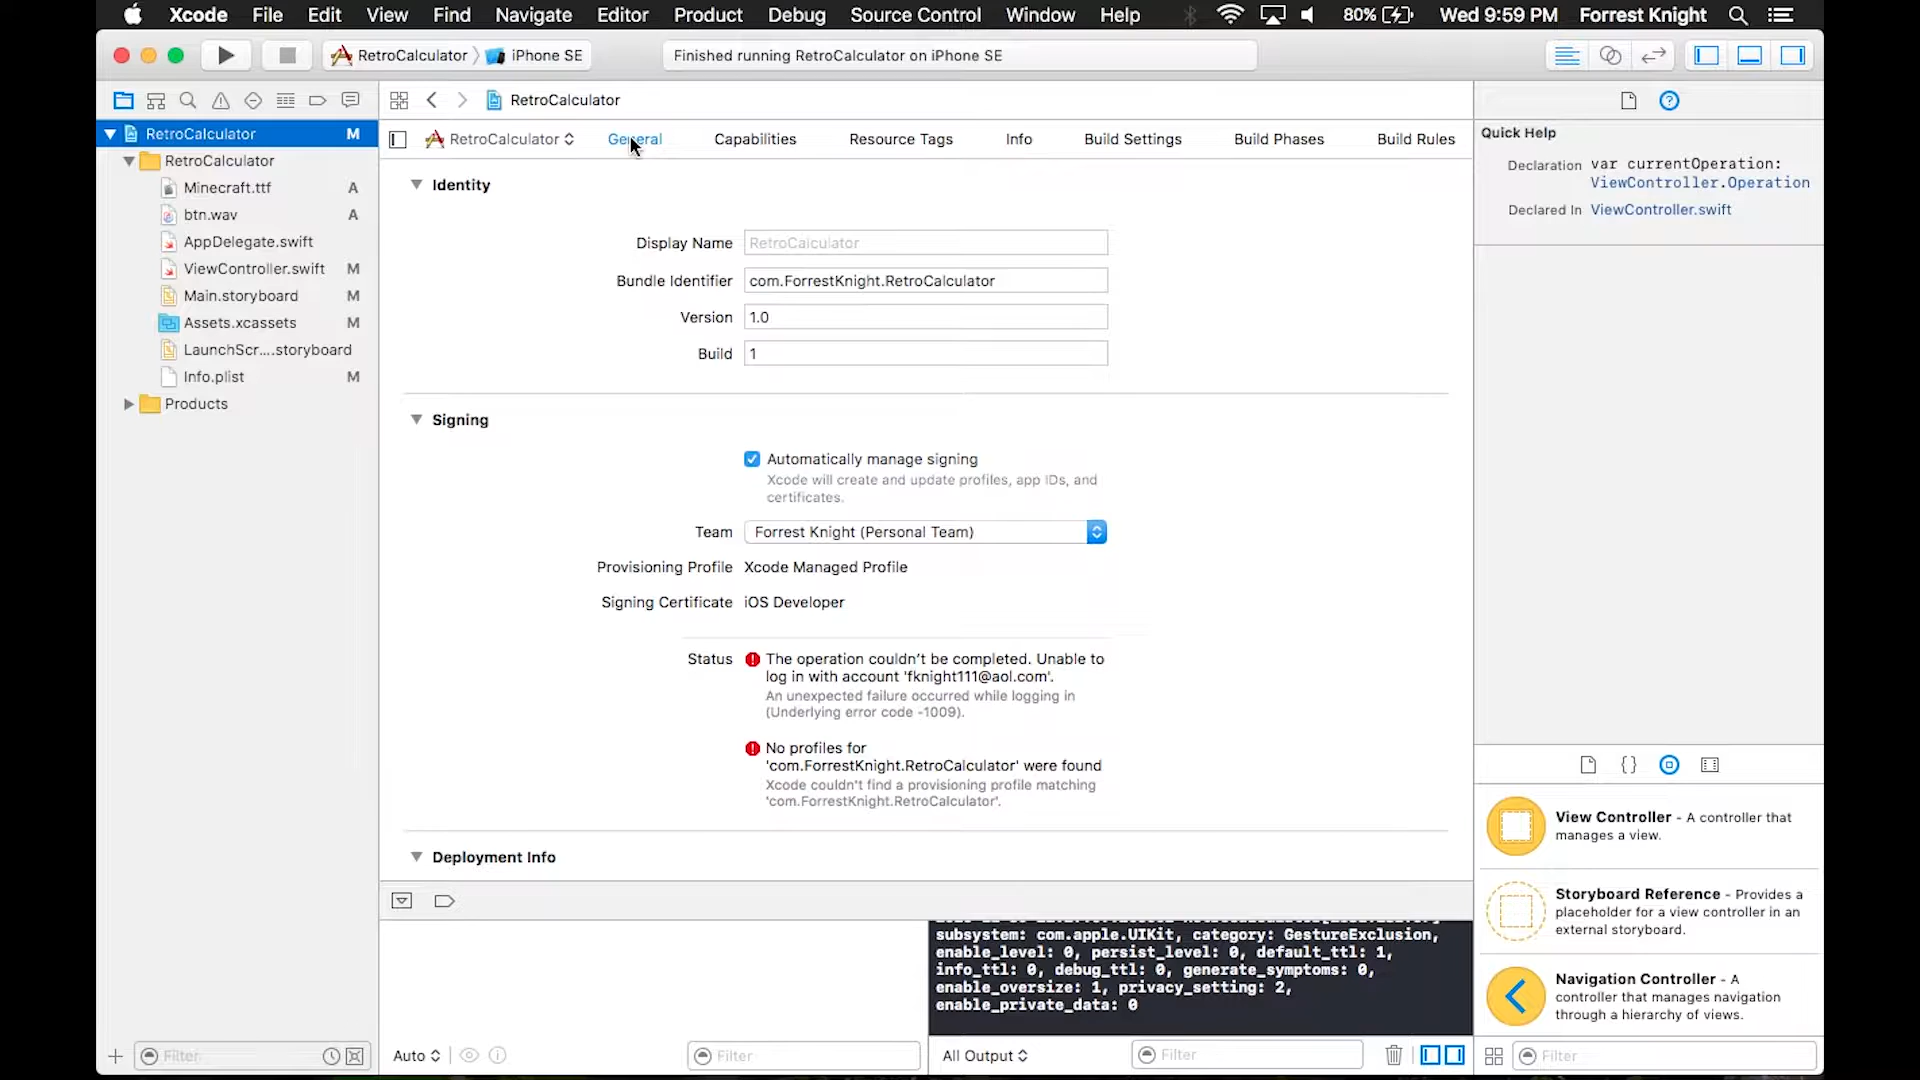 Xcode File Edit View Find Navigate Editor Product Debug Source Control Window Help 80% Wed 9:59 PM Forrest Knight
RetroCalculator iPhone SE Finished running RetroCalculator on iPhone SE
RetroCalculator
RetroCalculator M
RetroCalculator General Capabilities Resource Tags Info Build Settings Build Phases Build Rules
RetroCalculator
Minecraft.ttf A
btn.wav A
AppDelegate.swift
ViewController.swift M
Main.storyboard M
Assets.xcassets M
LaunchScr....storyboard
Info.plist M
Products
Identity
Display Name RetroCalculator
Bundle Identifier com.ForrestKnight.RetroCalculator
Version 1.0
Build 1
Signing
Automatically manage signing
Xcode will create and update profiles, app IDs, and
certificates.
Team Forrest Knight (Personal Team)
Provisioning Profile Xcode Managed Profile
Signing Certificate iOS Developer
Status The operation couldn't be completed. Unable to
log in with account 'fknight111@aol.com'.
An unexpected failure occurred while logging in
(Underlying error code -1009).
No profiles for
'com.ForrestKnight.RetroCalculator' were found
Xcode couldn't find a provisioning profile matching
'com.ForrestKnight.RetroCalculator'.
Deployment Info
subsystem: com.apple.UIKit, category: GestureExclusion,
enable_level: 0, persist_level: 0, default_ttl: 1,
info_ttl: 0, debug_ttl: 0, generate_symptoms: 0,
enable_oversize: 1, privacy_setting: 2,
enable_private_data: 0
Filter
Auto
Filter
All Output
Filter
Quick Help
Declaration var currentOperation:
ViewController.Operation
Declared In ViewController.swift
View Controller - A controller that
manages a view.
Storyboard Reference - Provides a
placeholder for a view controller in an
external storyboard.
Navigation Controller - A
controller that manages navigation
through a hierarchy of views.
Filter